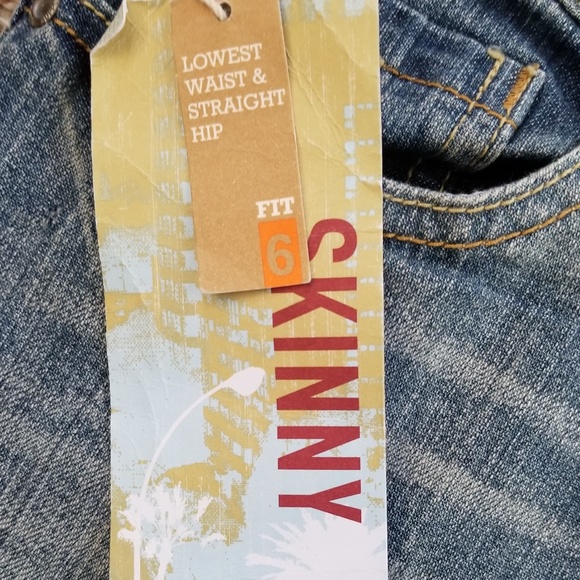 LOWEST
WAIST &
STRAIGHT
HIP
FIT
6
SKINNY